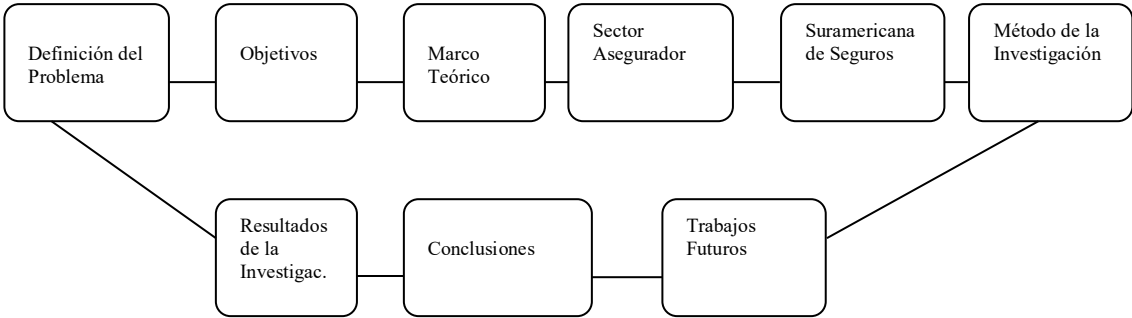 Definición del
Problema
Objetivos
Marco
Teórico
Sector
Asegurador
Suramericana
de Seguros
Método de la
Investigación
Resultados
de la
Investigac.
Conclusiones
Trabajos
Futuros